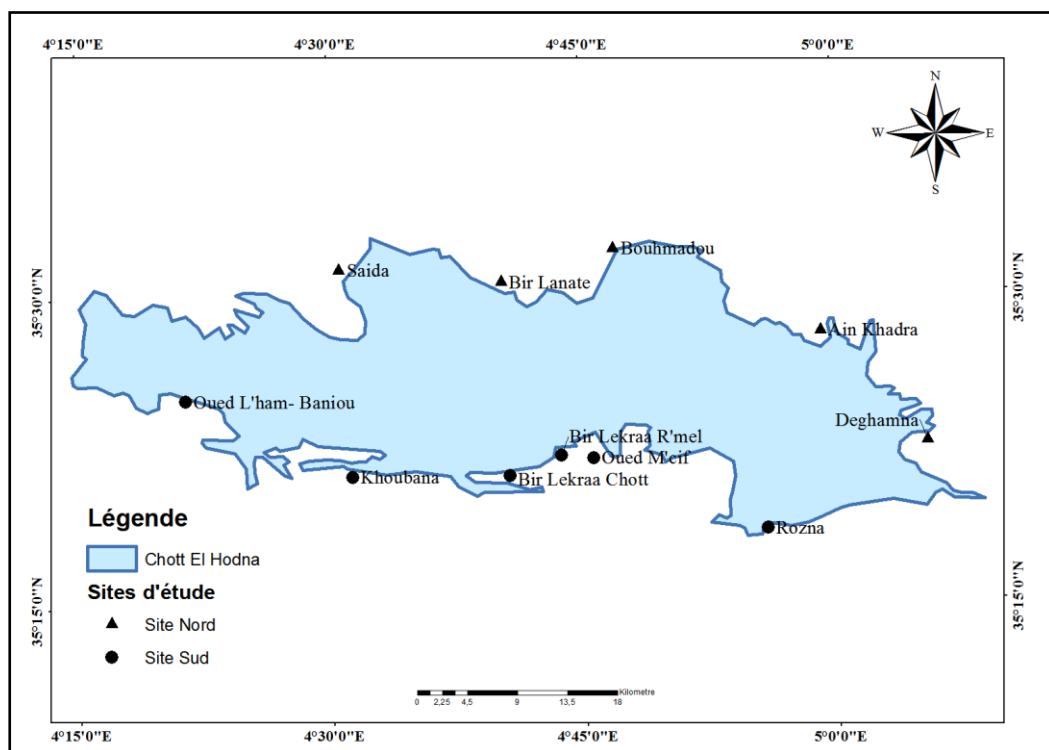 4°15'0"E 4°30'0"E 4°45'0"E 5°0'0"E
N
W E
S
Bouhmadou
Saida
Bir Lanate
35°30'0"N
35°30'0"N
Ain Khadra
Oued L'ham- Baniou
Deghamna
Bir Lekraa R'mel
Oued M'cif
Khoubana
Bir Lekraa Chott
Rozna
Légende
Chott El Hodna
Sites d'étude
Site Nord
Site Sud
35°15'0"N
35°15'0"N
Kilometre
0 2,25 4,5 9 13,5 18
4°15'0"E 4°30'0"E 4°45'0"E 5°0'0"E